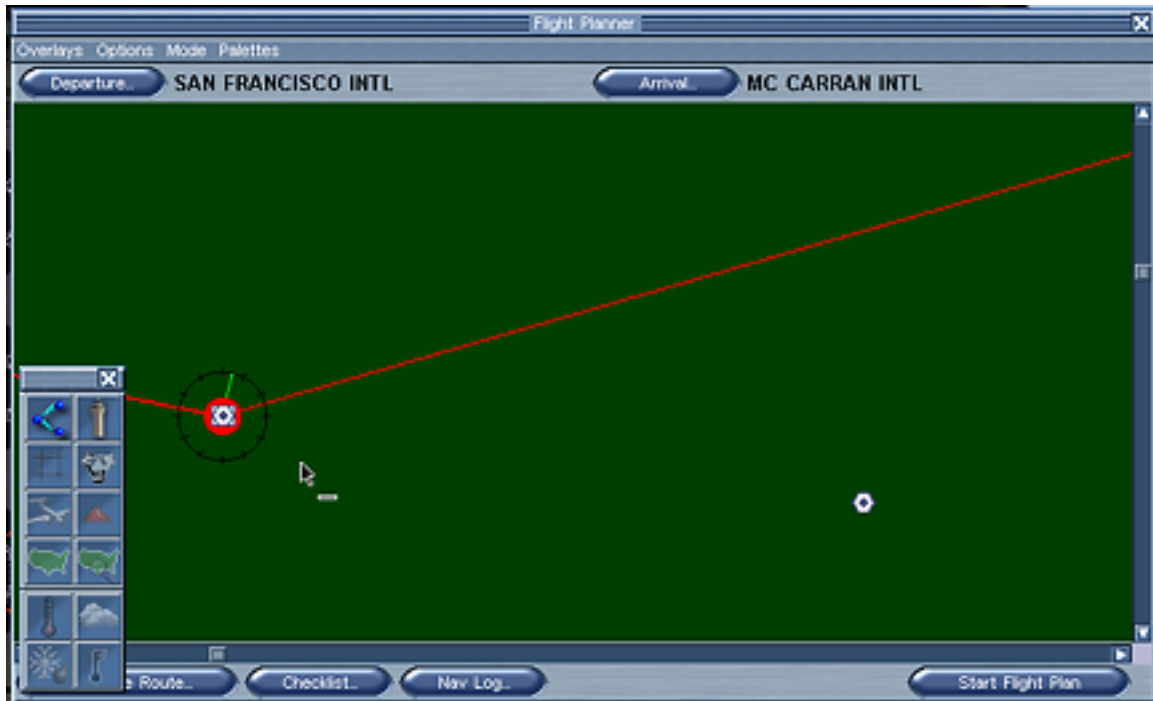 Flight Planner
Overlays Options Mode Palettes
Departure... SAN FRANCISCO INTL Arrival... MC CARRAN INTL
e Route... Checklist... Nav Log... Start Flight Plan